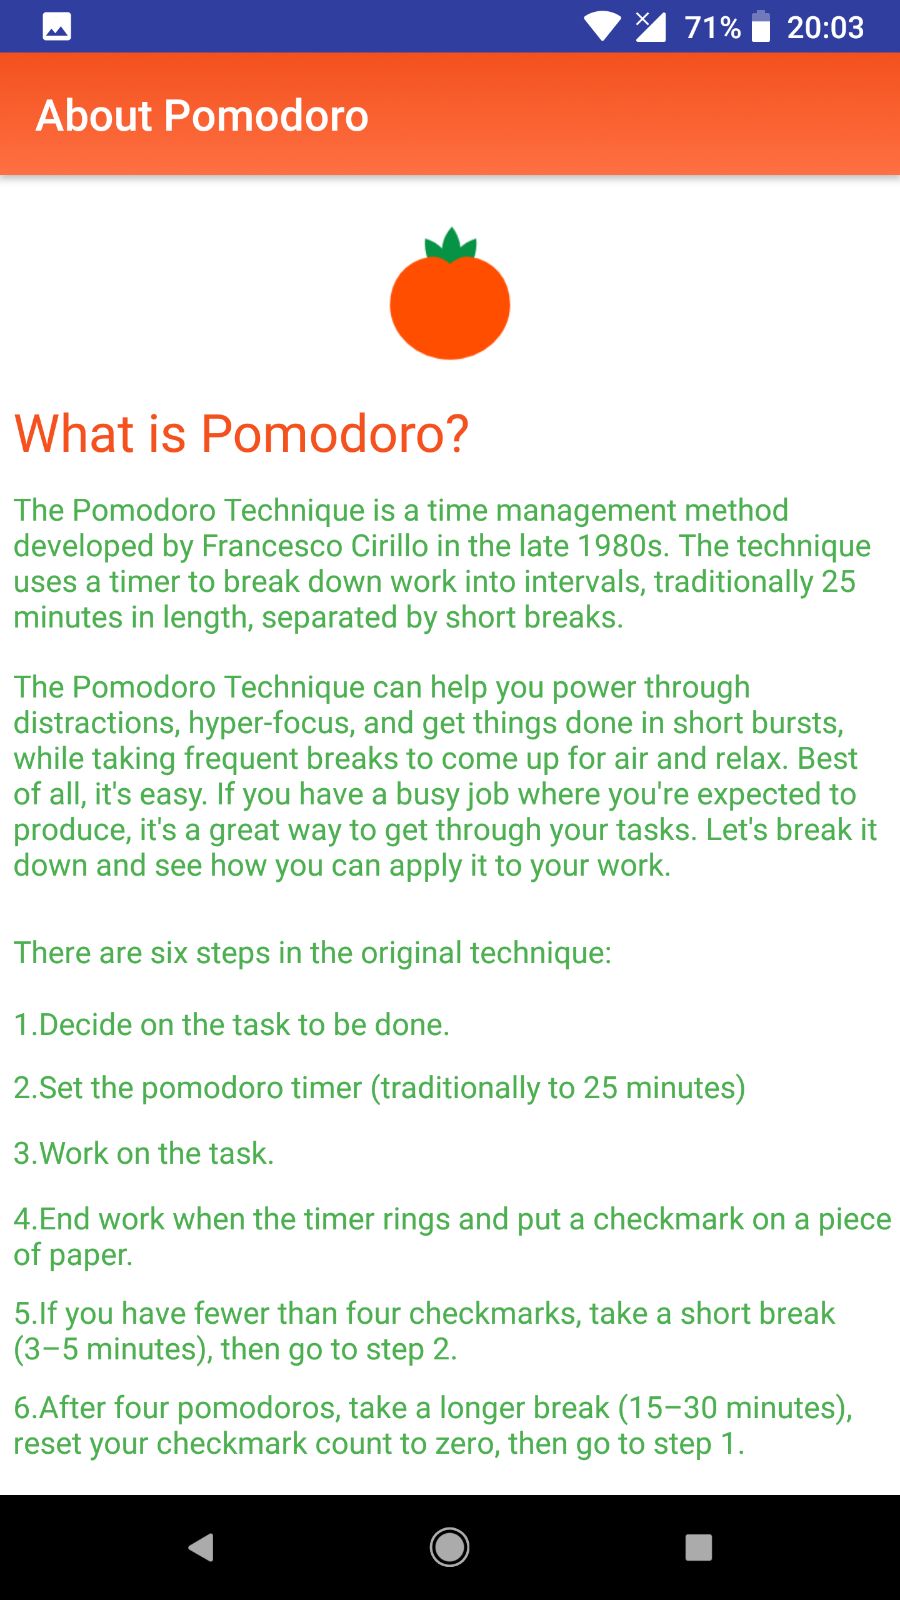 71% 20:03
About Pomodoro
What is Pomodoro?
The Pomodoro Technique is a time management method
developed by Francesco Cirillo in the late 1980s. The technique
uses a timer to break down work into intervals, traditionally 25
minutes in length, separated by short breaks.
The Pomodoro Technique can help you power through
distractions, hyper-focus, and get things done in short bursts,
while taking frequent breaks to come up for air and relax. Best
of all, it's easy. If you have a busy job where you're expected to
produce, it's a great way to get through your tasks. Let's break it
down and see how you can apply it to your work.
There are six steps in the original technique:
1.Decide on the task to be done.
2.Set the pomodoro timer (traditionally to 25 minutes)
3.Work on the task.
4.End work when the timer rings and put a checkmark on a piece
of paper.
5.If you have fewer than four checkmarks, take a short break
(3–5 minutes), then go to step 2.
6.After four pomodoros, take a longer break (15–30 minutes),
reset your checkmark count to zero, then go to step 1.